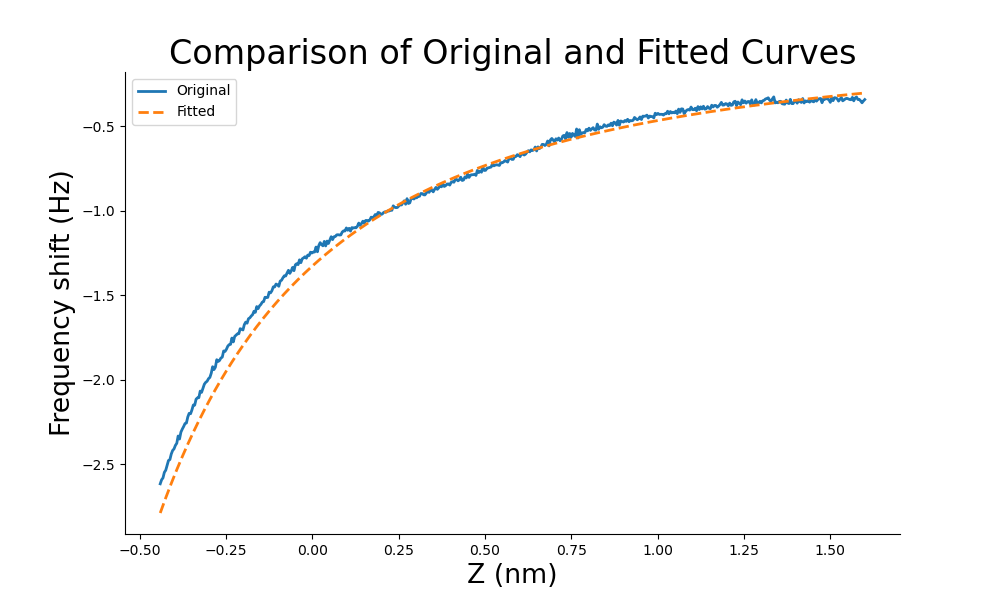 Comparison of Original and Fitted Curves
Original
Fitted
−0.5
−1.0
−1.5
−2.0
−2.5
Frequency shift (Hz)
−0.50 −0.25 0.00 0.25 0.50 0.75 1.00 1.25 1.50
Z (nm)